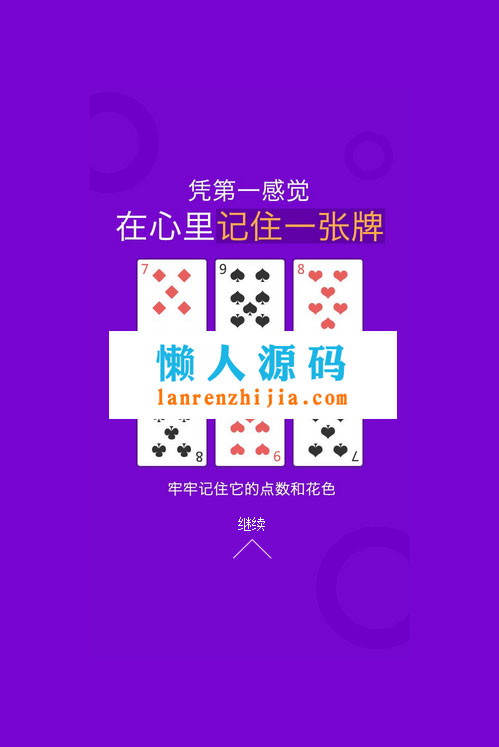 凭第一感觉
在心里记住一张牌
7 9 8
懒人源码
lanrenzhijia.com
8 9 7
牢牢记住它的点数和花色
继续